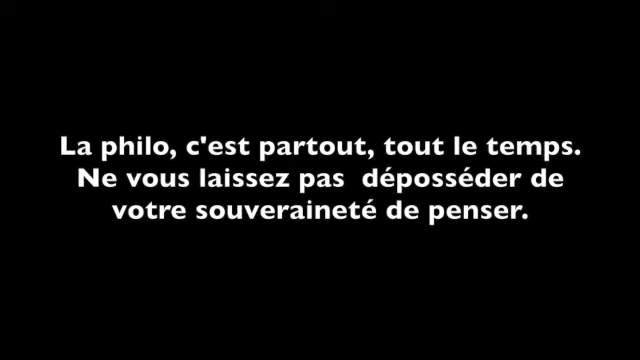 La philo, c'est partout, tout le temps.
Ne vous laissez pas  déposséder de
votre souveraineté de penser.